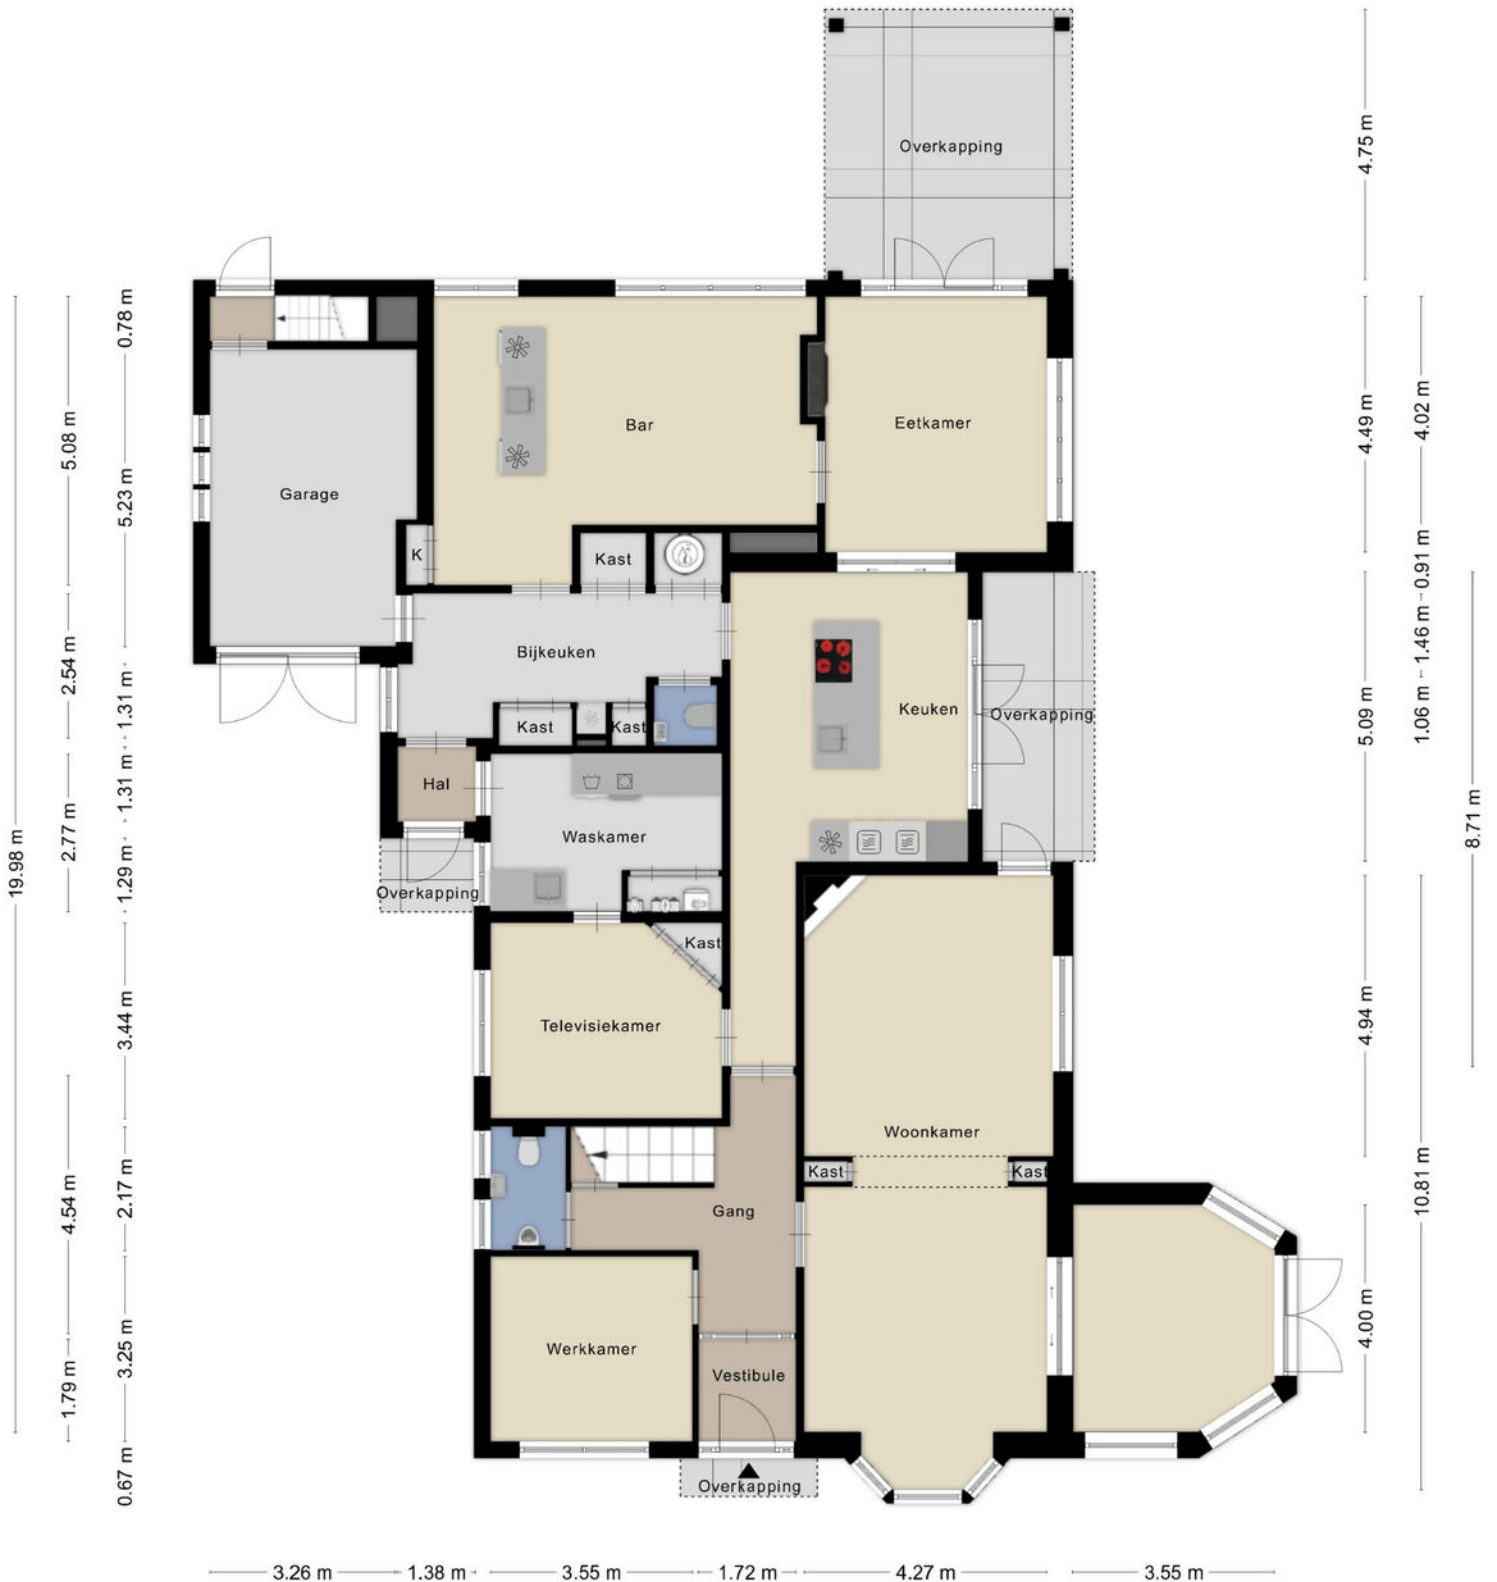 Overkapping
4.75 m
Bar
Eetkamer
Garage
K
Kast
Bijkeuken
Kast
Kast
Keuken
Overkapping
Hal
Waskamer
Overkapping
Kast
Televisiekamer
Woonkamer
Kast
Kast
Gang
Werkkamer
Vestibule
Overkapping
19.98 m
5.08 m
2.54 m
2.77 m
4.54 m
1.79 m
0.78 m
5.23 m
1.31 m
1.31 m
1.29 m
3.44 m
2.17 m
3.25 m
0.67 m
4.49 m
5.09 m
4.94 m
4.00 m
4.02 m
0.91 m
1.46 m
1.06 m
10.81 m
8.71 m
3.26 m
1.38 m
3.55 m
1.72 m
4.27 m
3.55 m